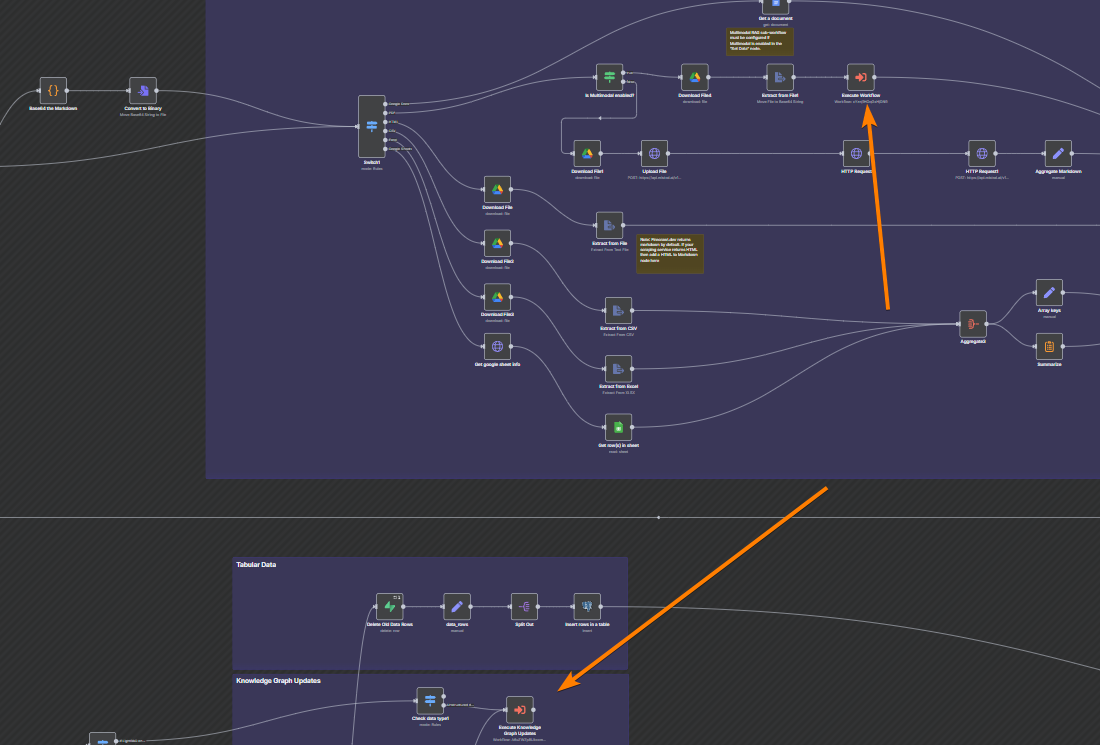 Get a document
get: document
Multimodal RAG sub-workflow
must be configured if
Multimodal is enabled in the
"Set Data" node.
Base64 the Markdown
Convert to Binary
Move Base64 String to File
Switch1
mode: Rules
Is Multimodal enabled?
Download File4
download: file
Extract from File1
Move File to Base64 String
Execute Workflow
Download File1
download: file
Upload File
HTTP Request
HTTP Request1
Aggregate Markdown
manual
Download File
download: file
Extract from File
Extract From Text File
markdown by default. If your
scraping service returns HTML
then add a HTML to Markdown
node here
Download File2
download: file
Download File3
download: file
Get google sheet info
Extract from CSV
Extract From CSV
Extract from Excel
Extract From XLSX
Get row(s) in sheet
read: sheet
Aggregate3
Array keys
manual
Summarize
Tabular Data
Delete Old Data Rows
delete: row
data_rows
manual
Split Out
Insert rows in a table
insert
Knowledge Graph Updates
Check data type1
mode: Rules
Execute Knowledge
Graph Updates